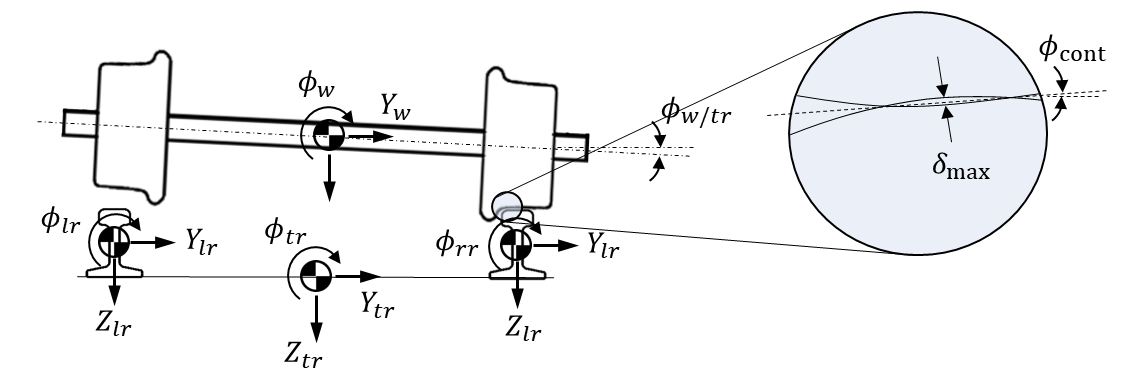 ϕ_w
Y_w
ϕ_w/tr
ϕ_cont
δ_max
ϕ_lr
Y_lr
Z_lr
ϕ_tr
Y_tr
Z_tr
ϕ_rr
Y_lr
Z_lr